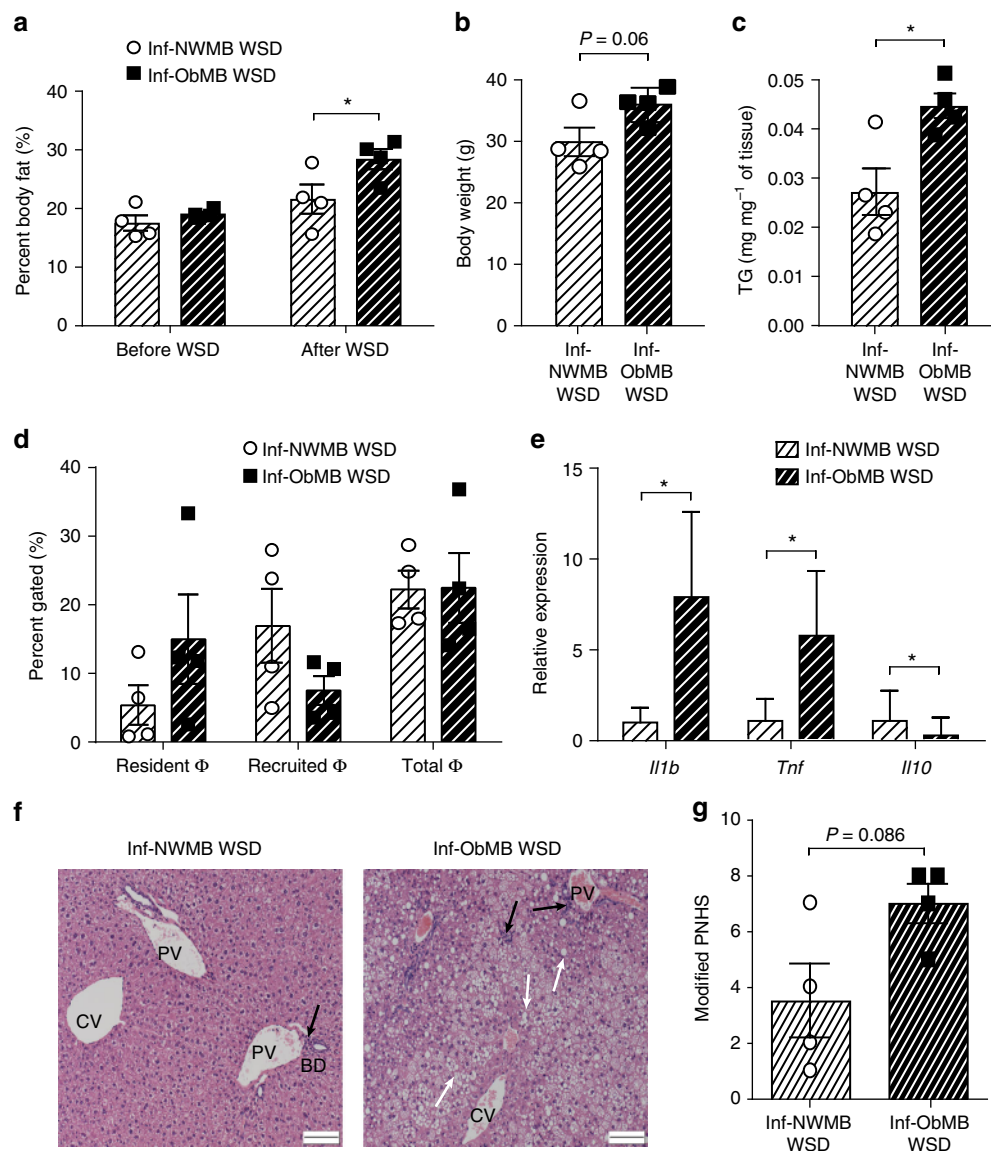 a
Inf-NWMB WSD
Inf-ObMB WSD
*
Percent body fat (%)
40
30
20
10
0
Before WSD
After WSD
b
P = 0.06
Body weight (g)
40
30
20
10
0
Inf-
NWMB
WSD
Inf-
ObMB
WSD
c
*
TG (mg mg⁻¹ of tissue)
0.05
0.04
0.03
0.02
0.01
0.00
Inf-
NWMB
WSD
Inf-
ObMB
WSD
d
Inf-NWMB WSD
Inf-ObMB WSD
Percent gated (%)
40
30
20
10
0
Resident Φ
Recruited Φ
Total Φ
e
Inf-NWMB WSD
Inf-ObMB WSD
Relative expression
15
10
5
0
*
*
*
Il1b
Tnf
Il10
f
Inf-NWMB WSD
PV
CV
PV
BD
Inf-ObMB WSD
PV
CV
g
P = 0.086
Modified PNHS
10
8
6
4
2
0
Inf-NWMB
WSD
Inf-ObMB
WSD